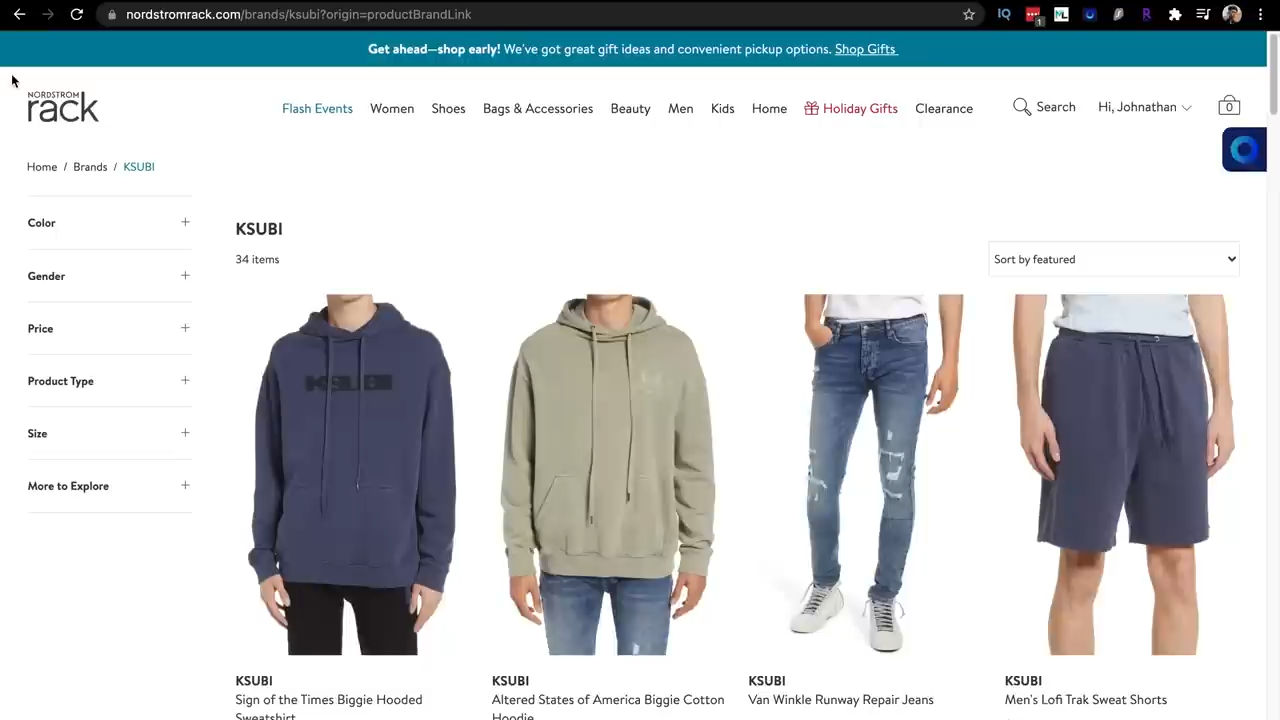 nordstromrack.com/brands/ksubi?origin=productBrandLink
IQ
1
ML
R
Get ahead—shop early! We've got great gift ideas and convenient pickup options. Shop Gifts
NORDSTROM
rack
Flash Events
Women
Shoes
Bags & Accessories
Beauty
Men
Kids
Home
Holiday Gifts
Clearance
Search
Hi, Johnathan
0
Home / Brands / KSUBI
Color +
Gender +
Price +
Product Type +
Size +
More to Explore +
KSUBI
34 items
Sort by featured
KSUBI
KSUBI
Sign of the Times Biggie Hooded
Sweatshirt
KSUBI
Altered States of America Biggie Cotton
Hoodie
KSUBI
Van Winkle Runway Repair Jeans
KSUBI
Men's Lofi Trak Sweat Shorts